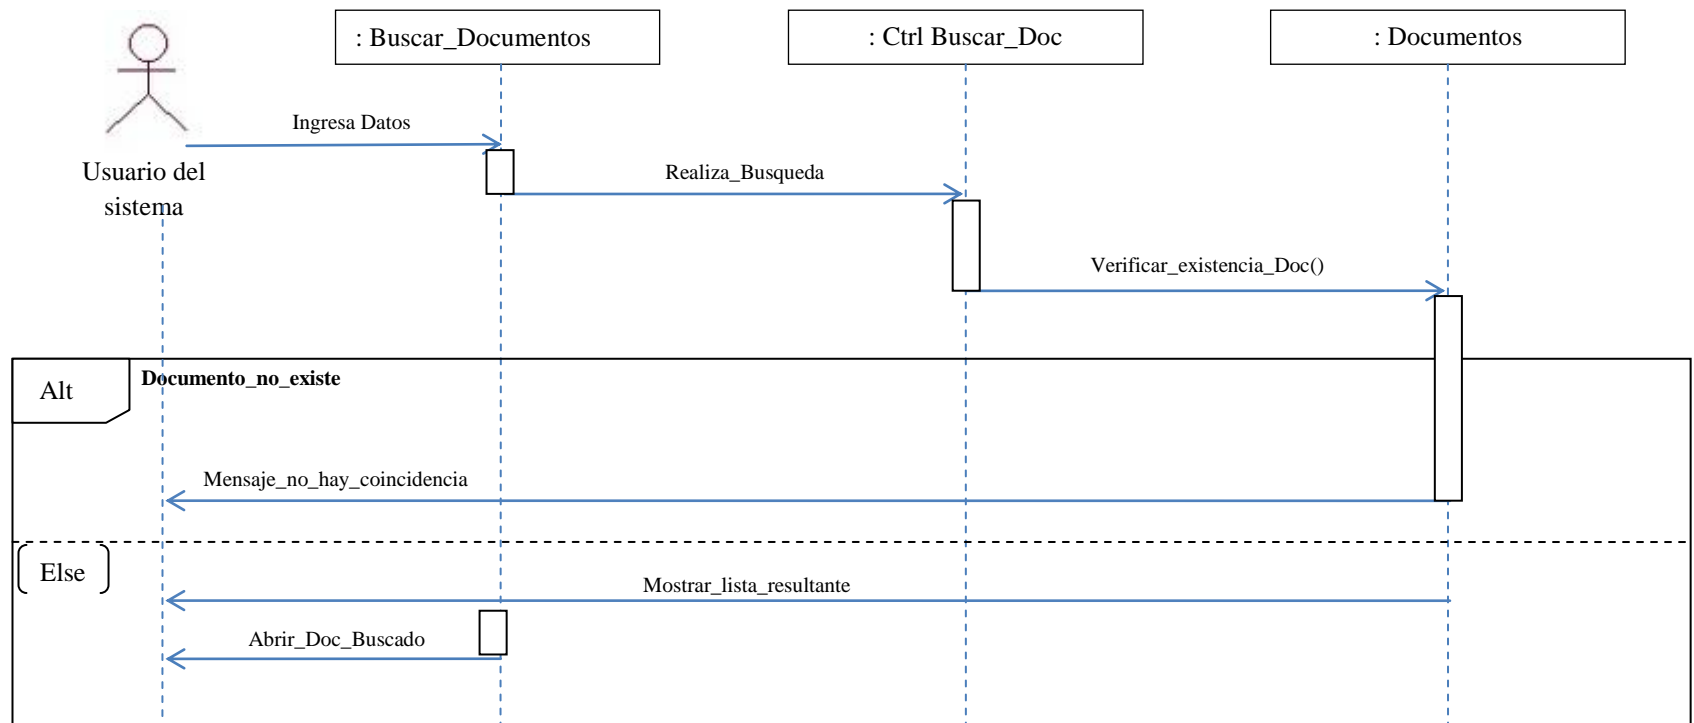 : Buscar_Documentos
: Ctrl Buscar_Doc
: Documentos
Ingresa Datos
Usuario del
sistema
Realiza_Busqueda
Verificar_existencia_Doc()
Alt
Documento_no_existe
Mensaje_no_hay_coincidencia
Else
Mostrar_lista_resultante
Abrir_Doc_Buscado